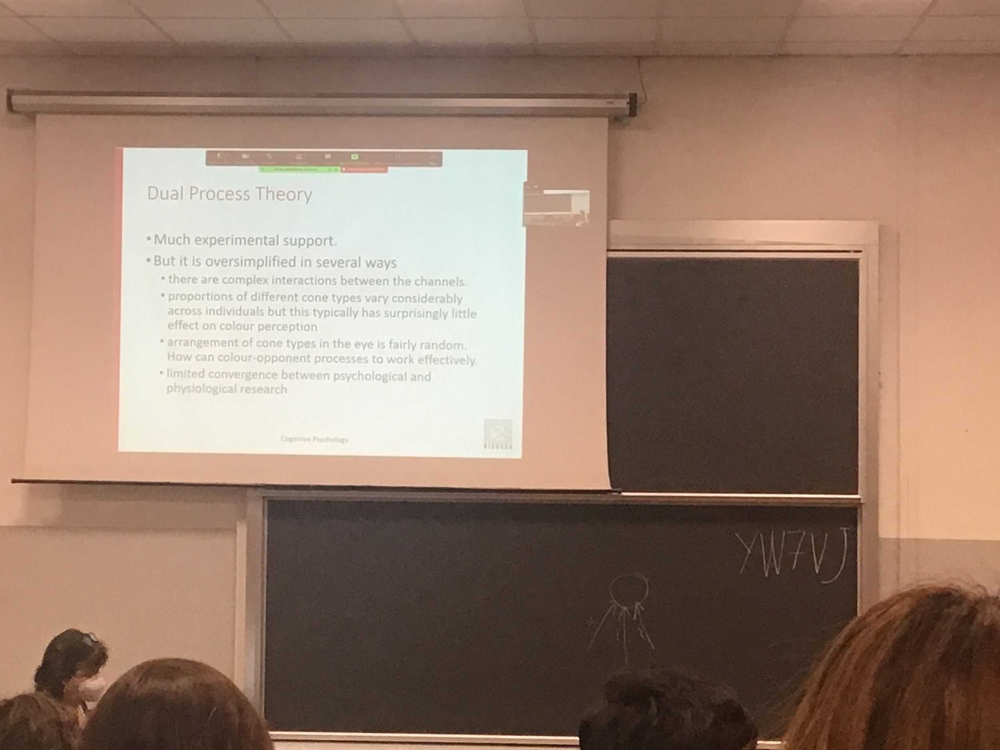 Dual Process Theory
• Much experimental support.
• But it is oversimplified in several ways
• there are complex interactions between the channels.
• proportions of different cone types vary considerably
across individuals but this typically has surprisingly little
effect on colour perception
• arrangement of cone types in the eye is fairly random.
How can colour-opponent processes to work effectively.
• limited convergence between psychological and
physiological research
Cognitive Psychology
BICOCCA
YW7VJ